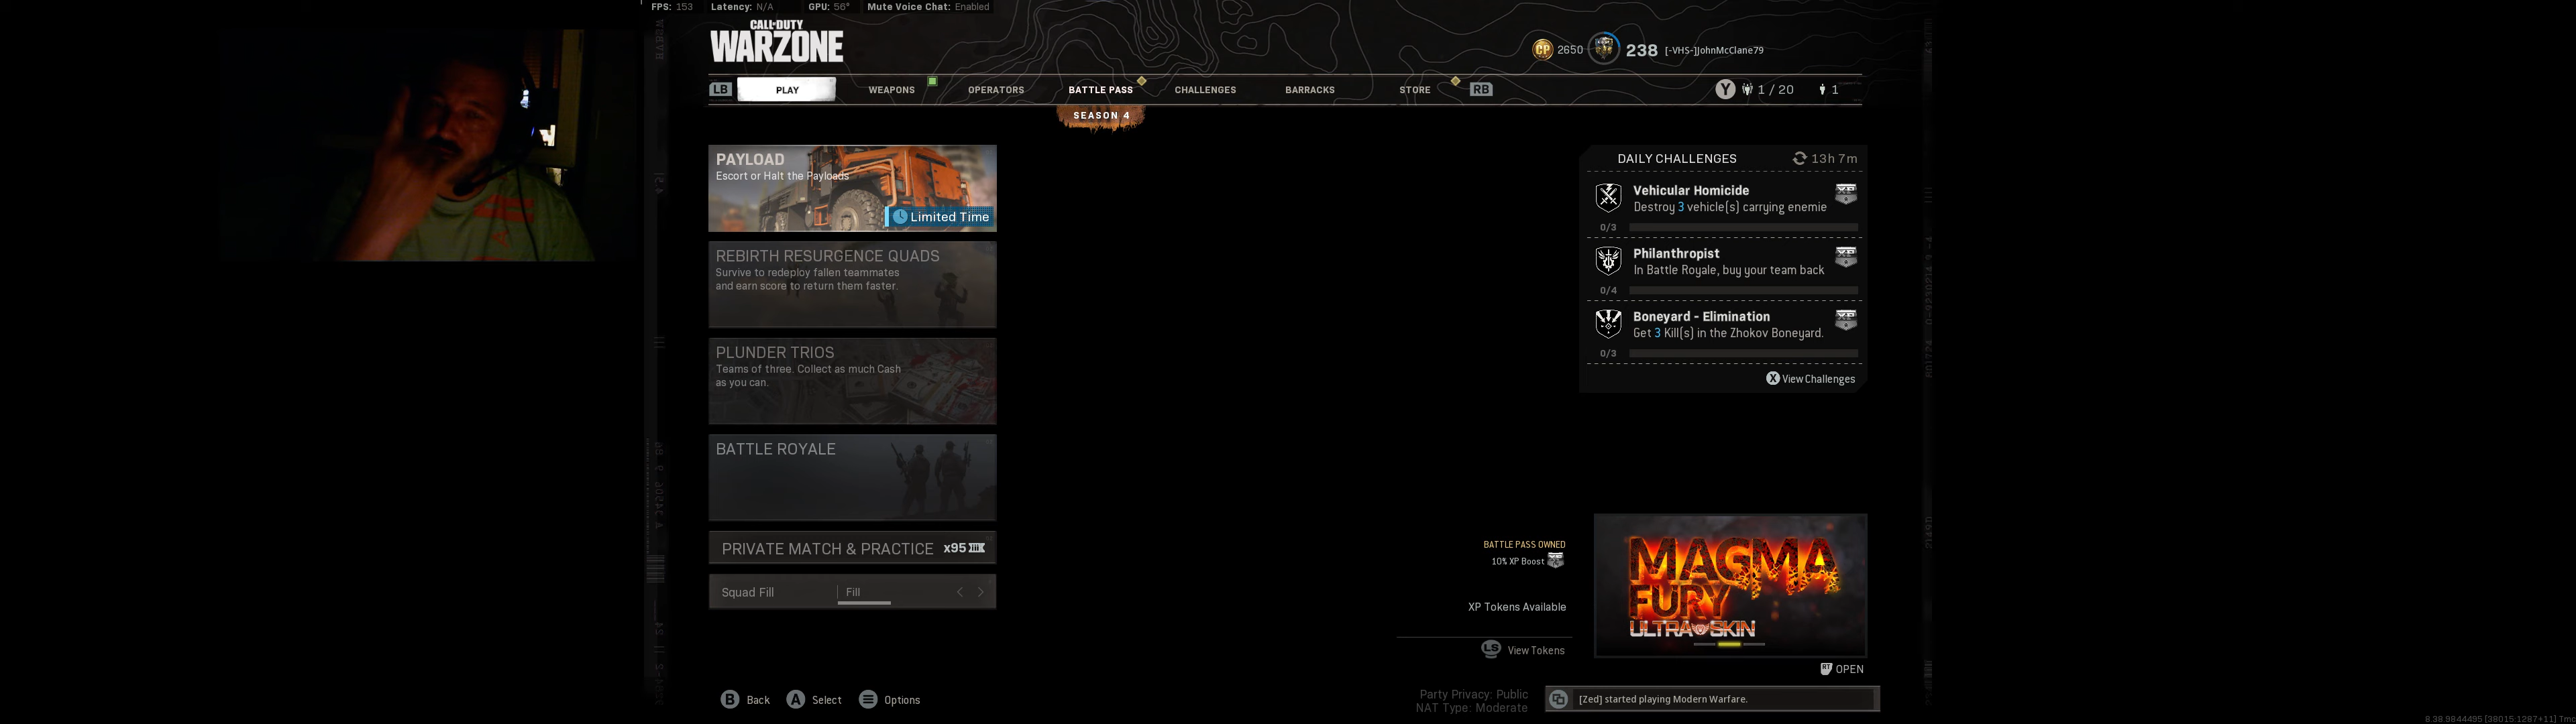 FPS: 153 Latency: N/A GPU: 56° Mute Voice Chat: Enabled
CALL OF DUTY
WARZONE
CP 2650 238 [-VHS-]JohnMcClane79
LB PLAY WEAPONS OPERATORS BATTLE PASS CHALLENGES BARRACKS STORE RB Y 1 / 20 1
SEASON 4
PAYLOAD
Escort or Halt the Payloads
Limited Time
REBIRTH RESURGENCE QUADS
Survive to redeploy fallen teammates
and earn score to return them faster.
PLUNDER TRIOS
Teams of three. Collect as much Cash
as you can.
BATTLE ROYALE
PRIVATE MATCH & PRACTICE x95
Squad Fill Fill
DAILY CHALLENGES 13h 7m
Vehicular Homicide XP
Destroy 3 vehicle(s) carrying enemie
0/3
Philanthropist XP
In Battle Royale, buy your team back
0/4
Boneyard - Elimination XP
Get 3 Kill(s) in the Zhokov Boneyard.
0/3
X View Challenges
BATTLE PASS OWNED
10% XP Boost
XP Tokens Available
LS View Tokens
MAGMA
FURY
ULTRA SKIN
RT OPEN
B Back A Select Options
Party Privacy: Public
NAT Type: Moderate
[Zed] started playing Modern Warfare.